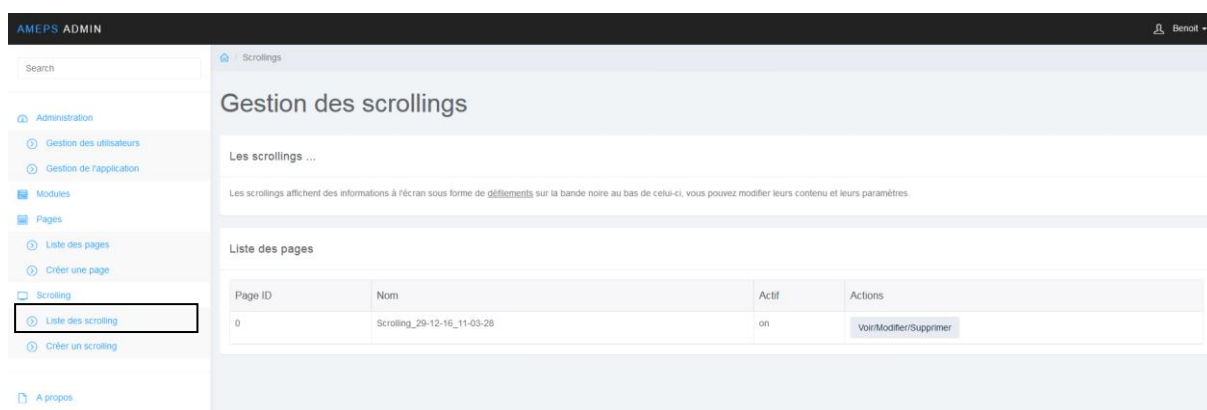 AMEPS ADMIN
Benoit
Search
Administration
Gestion des utilisateurs
Gestion de l'application
Modules
Pages
Liste des pages
Créer une page
Scrolling
Liste des scrolling
Créer un scrolling
A propos
/ Scrollings
Gestion des scrollings
Les scrollings ...
Les scrollings affichent des informations à l'écran sous forme de défilements sur la bande noire au bas de celui-ci, vous pouvez modifier leurs contenu et leurs paramètres.
Liste des pages
Page ID Nom Actif Actions
0 Scrolling_29-12-16_11-03-28 on Voir/Modifier/Supprimer